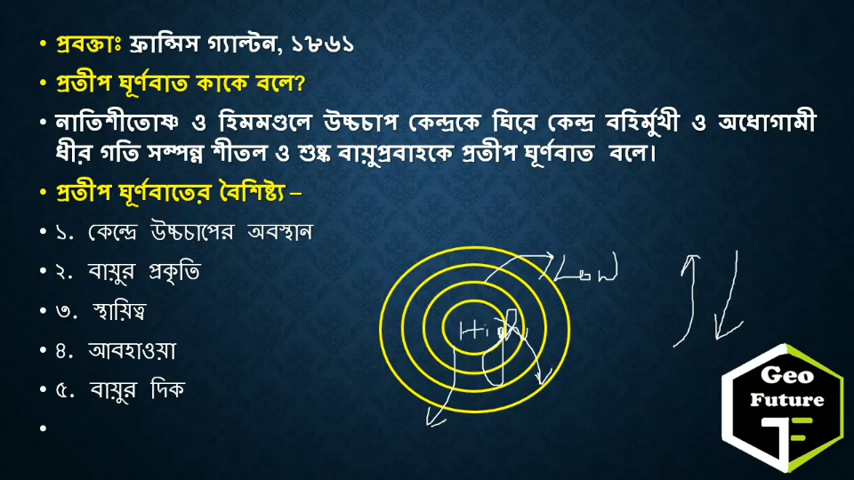 • প্রবক্তাঃ ফ্রান্সিস গ্যাল্টন, ১৮৬১
• প্রতীপ ঘূর্ণবাত কাকে বলে?
• নাতিশীতোষ্ণ ও হিমমণ্ডলে উচ্চচাপ কেন্দ্রকে ঘিরে কেন্দ্র বহির্মুখী ও অধোগামী
ধীর গতি সম্পন্ন শীতল ও শুষ্ক বায়ুপ্রবাহকে প্রতীপ ঘূর্ণবাত বলে।
• প্রতীপ ঘূর্ণবাতের বৈশিষ্ট্য –
• ১. কেন্দ্রে উচ্চচাপের অবস্থান
• ২. বায়ুর প্রকৃতি
• ৩. স্থায়িত্ব
• ৪. আবহাওয়া
• ৫. বায়ুর দিক
•
Low
High
Geo
Future